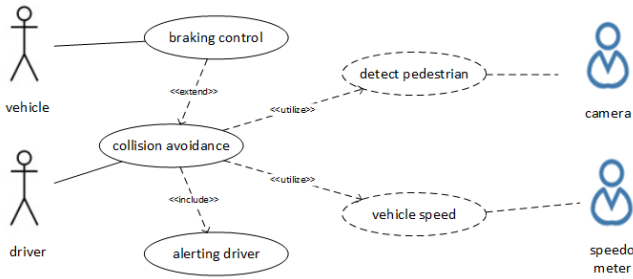 braking control
detect pedestrian
<<extend>>
<<utilize>>
vehicle
camera
collision avoidance
<<utilize>>
<<include>>
vehicle speed
driver
alerting driver
speedo
meter